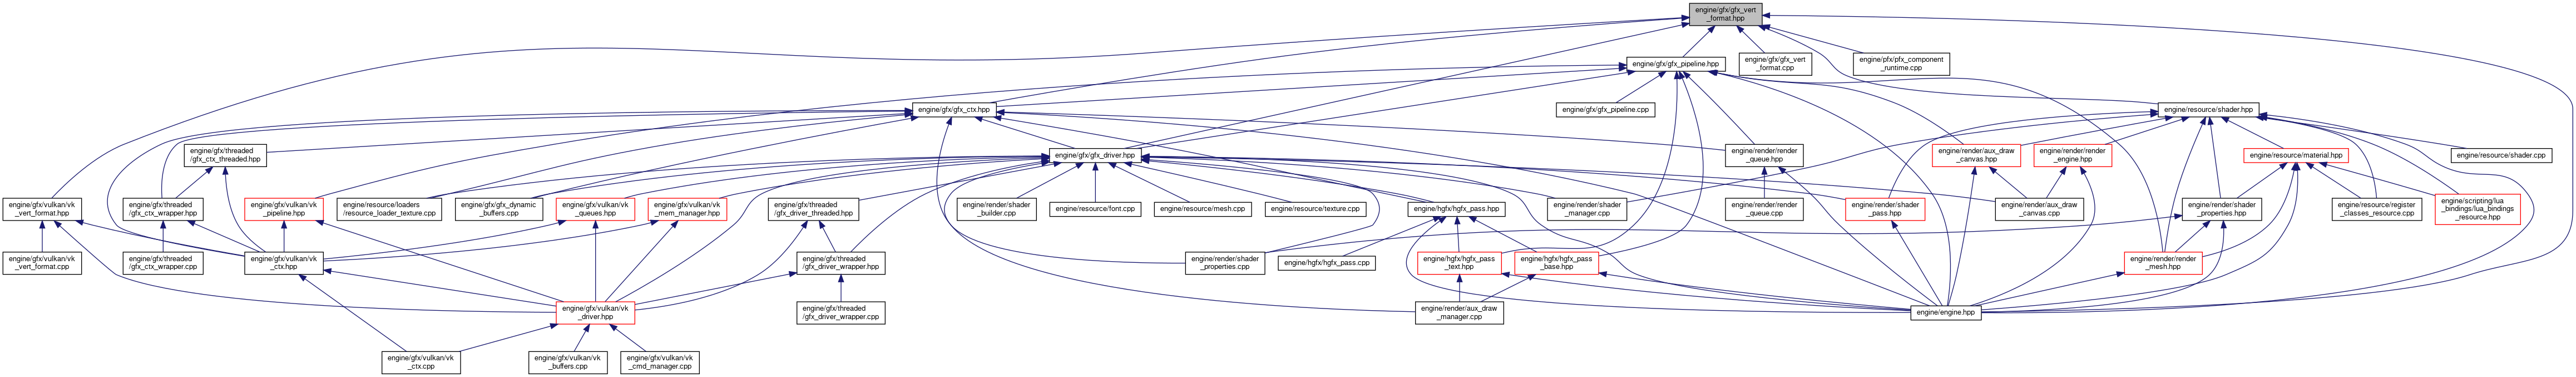 engine/gfx/gfx_vert
_format.hpp
engine/gfx/gfx_pipeline.hpp
engine/gfx/gfx_vert
_format.cpp
engine/pfx/pfx_component
_runtime.cpp
engine/gfx/gfx_ctx.hpp
engine/gfx/gfx_pipeline.cpp
engine/resource/shader.hpp
engine/gfx/threaded
/gfx_ctx_threaded.hpp
engine/gfx/gfx_driver.hpp
engine/render/render
_queue.hpp
engine/render/aux_draw
_canvas.hpp
engine/render/render
_engine.hpp
engine/resource/material.hpp
engine/resource/shader.cpp
engine/gfx/vulkan/vk
_vert_format.hpp
engine/gfx/threaded
/gfx_ctx_wrapper.hpp
engine/gfx/vulkan/vk
_pipeline.hpp
engine/resource/loaders
/resource_loader_texture.cpp
engine/gfx/gfx_dynamic
_buffers.cpp
engine/gfx/vulkan/vk
_queues.hpp
engine/gfx/vulkan/vk
_mem_manager.hpp
engine/gfx/threaded
/gfx_driver_threaded.hpp
engine/render/shader
_builder.cpp
engine/resource/font.cpp
engine/resource/mesh.cpp
engine/resource/texture.cpp
engine/hgfx/hgfx_pass.hpp
engine/render/shader
_manager.cpp
engine/render/render
_queue.cpp
engine/render/shader
_pass.hpp
engine/render/aux_draw
_canvas.cpp
engine/render/shader
_properties.hpp
engine/resource/register
_classes_resource.cpp
engine/scripting/lua
_bindings/lua_bindings
_resource.hpp
engine/gfx/vulkan/vk
_vert_format.cpp
engine/gfx/threaded
/gfx_ctx_wrapper.cpp
engine/gfx/vulkan/vk
_ctx.hpp
engine/gfx/threaded
/gfx_driver_wrapper.hpp
engine/render/shader
_properties.cpp
engine/hgfx/hgfx_pass.cpp
engine/hgfx/hgfx_pass
_text.hpp
engine/hgfx/hgfx_pass
_base.hpp
engine/render/render
_mesh.hpp
engine/gfx/vulkan/vk
_driver.hpp
engine/gfx/threaded
/gfx_driver_wrapper.cpp
engine/render/aux_draw
_manager.cpp
engine/engine.hpp
engine/gfx/vulkan/vk
_ctx.cpp
engine/gfx/vulkan/vk
_buffers.cpp
engine/gfx/vulkan/vk
_cmd_manager.cpp